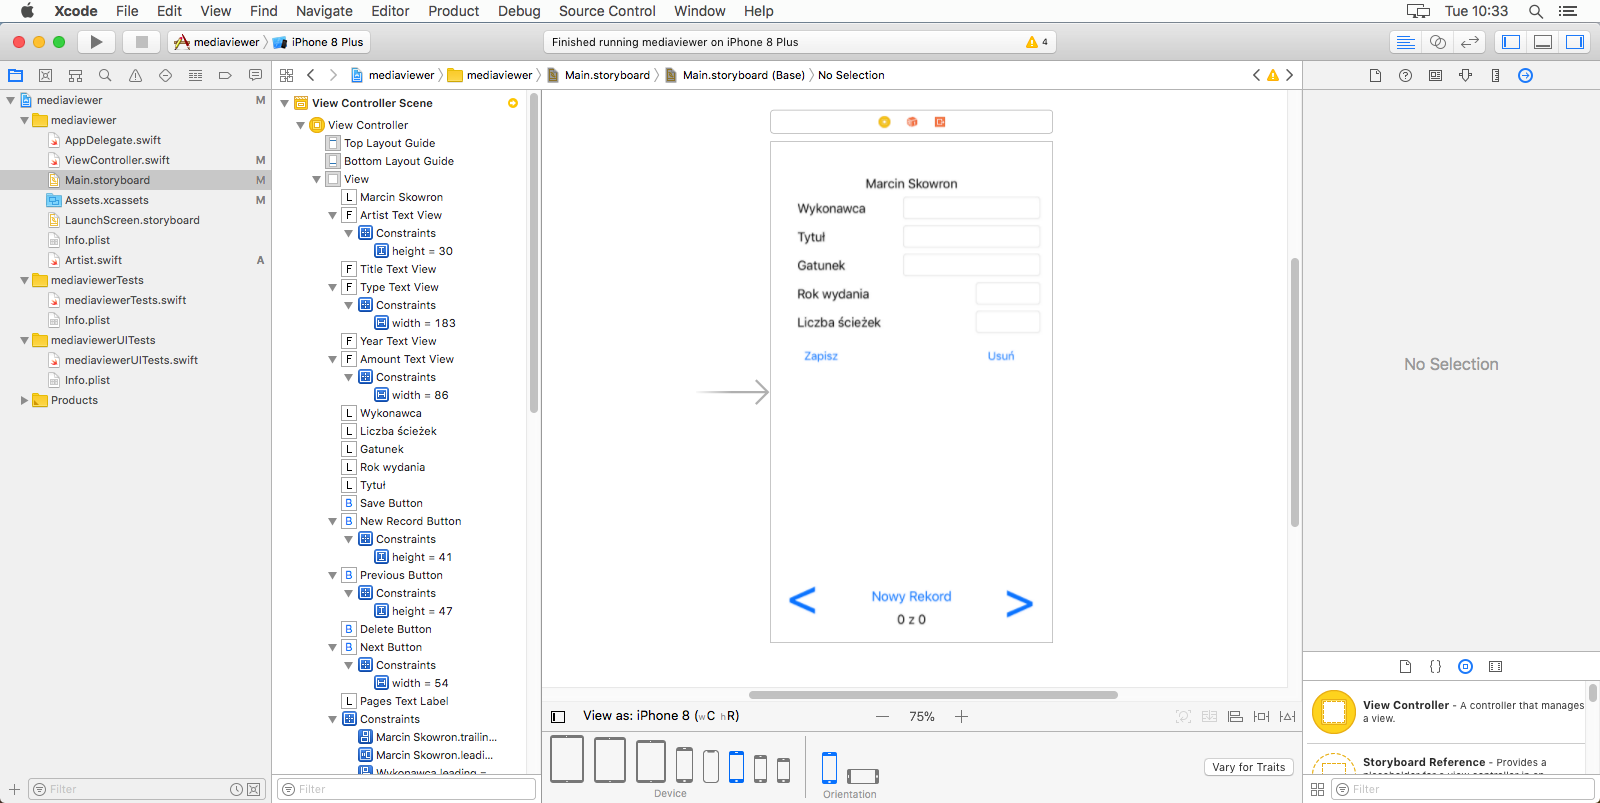 Xcode File Edit View Find Navigate Editor Product Debug Source Control Window Help Tue 10:33
mediaviewer iPhone 8 Plus Finished running mediaviewer on iPhone 8 Plus 4
mediaviewer mediaviewer Main.storyboard Main.storyboard (Base) No Selection
mediaviewer M
mediaviewer
AppDelegate.swift
ViewController.swift M
Main.storyboard M
Assets.xcassets M
LaunchScreen.storyboard
Info.plist
Artist.swift A
mediaviewerTests
mediaviewerTests.swift
Info.plist
mediaviewerUITests
mediaviewerUITests.swift
Info.plist
Products
Filter
View Controller Scene
View Controller
Top Layout Guide
Bottom Layout Guide
View
L Marcin Skowron
F Artist Text View
Constraints
height = 30
F Title Text View
F Type Text View
Constraints
width = 183
F Year Text View
F Amount Text View
Constraints
width = 86
L Wykonawca
L Liczba ścieżek
L Gatunek
L Rok wydania
L Tytuł
B Save Button
B New Record Button
Constraints
height = 41
B Previous Button
Constraints
height = 47
B Delete Button
B Next Button
Constraints
width = 54
L Pages Text Label
Constraints
Marcin Skowron.trailin...
Marcin Skowron.leadi...
Wykonawca.leading =
Filter
Marcin Skowron
Wykonawca
Tytuł
Gatunek
Rok wydania
Liczba ścieżek
Zapisz Usuń
< Nowy Rekord >
0 z 0
View as: iPhone 8 (wC hR) — 75% +
Device
Orientation
Vary for Traits
No Selection
{}
View Controller - A controller that manages
a view.
Storyboard Reference - Provides a
placeholder for a view controller in an
Filter